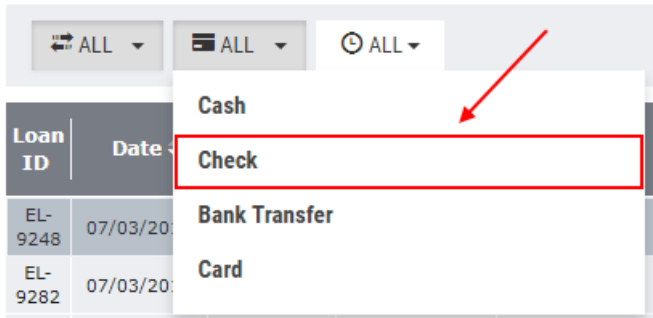 ALL ALL ALL
Cash
Loan
ID Date
Check
EL-
9248 07/03/20
Bank Transfer
EL-
9282 07/03/20
Card